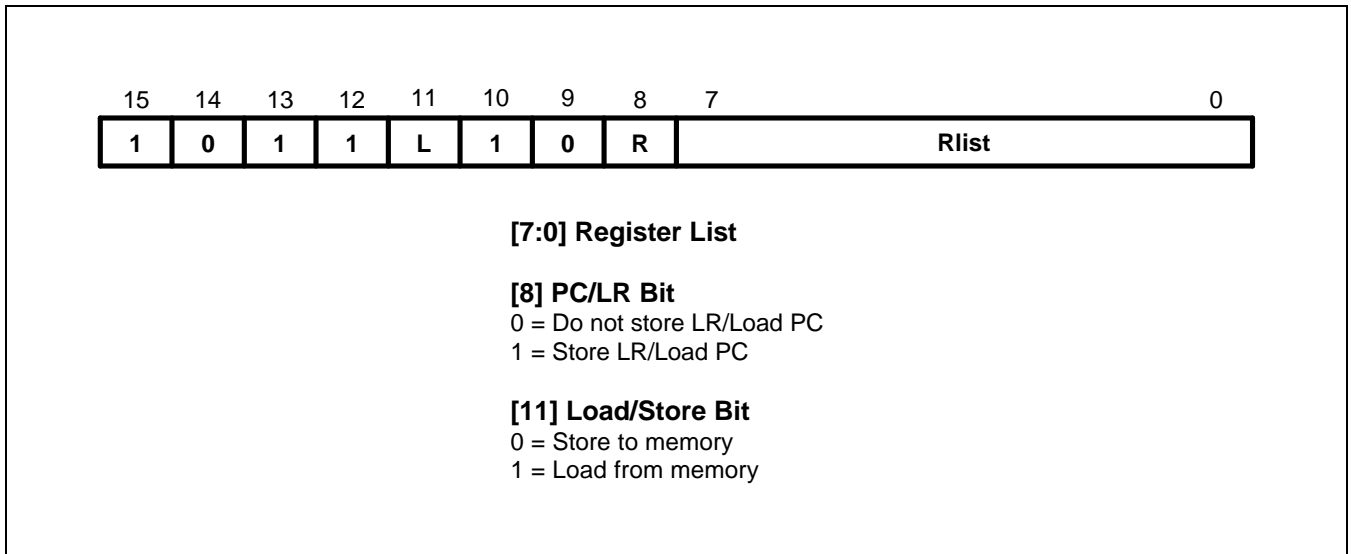 15 14 13 12 11 10 9 8 7 0
1 0 1 1 L 1 0 R Rlist
[7:0] Register List
[8] PC/LR Bit
0 = Do not store LR/Load PC
1 = Store LR/Load PC
[11] Load/Store Bit
0 = Store to memory
1 = Load from memory